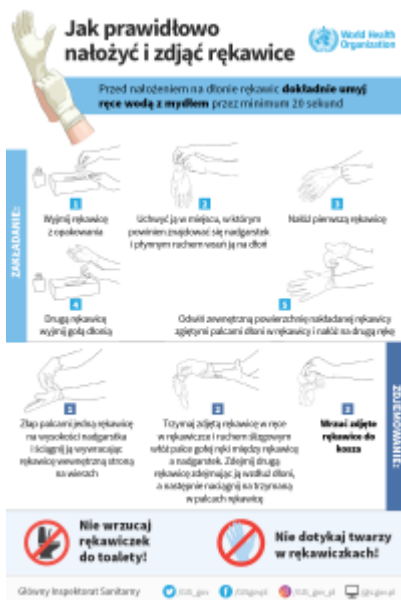 Jak prawidłowo
nałożyć i zdjąć rękawice
World Health
Organization
Przed nałożeniem na dłonie rękawic dokładnie umyj
ręce wodą z mydłem przez minimum 20 sekund
ZAKŁADANIE:
1
Wyjmij rękawicę
z opakowania
2
Uchwyć ją w miejscu, w którym
powinien znajdować się nadgarstek
i płynnym ruchem wsuń ją na dłoń
3
Nałóż pierwszą rękawicę
4
Drugą rękawicę
wyjmij gołą dłonią
5
Odwiń zewnętrzną powierzchnię nakładanej rękawicy
zgiętymi palcami dłoni w rękawicy i nałóż na drugą rękę
ZDEJMOWANIE:
1
Złap palcami jedną rękawicę
na wysokości nadgarstka
i ściągnij ją wywracając
rękawicę wewnętrzną stroną
na wierzch
2
Trzymaj zdjętą rękawicę w ręce
w rękawiczce i ruchem ślizgowym
włóż palce gołej ręki między rękawicę
a nadgarstek. Zdejmij drugą
rękawicę zdejmując ją wzdłuż dłoni,
a następnie naciągnij na trzymaną
w palcach rękawicę
3
Wrzuć zdjęte
rękawice do
kosza
Nie wrzucaj
rękawiczek
do toalety!
Nie dotykaj twarzy
w rękawiczkach!
Główny Inspektorat Sanitarny